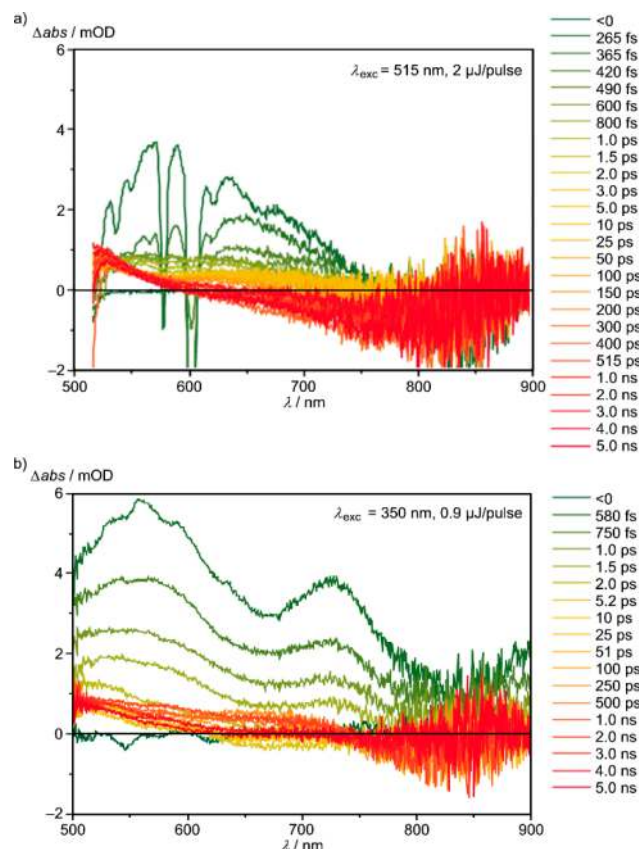 a)
Δabs / mOD
λexc = 515 nm, 2 µJ/pulse
6
4
2
0
−2
500 600 700 800 900
λ / nm
<0
265 fs
365 fs
420 fs
490 fs
600 fs
800 fs
1.0 ps
1.5 ps
2.0 ps
3.0 ps
5.0 ps
10 ps
25 ps
50 ps
100 ps
150 ps
200 ps
300 ps
400 ps
515 ps
1.0 ns
2.0 ns
3.0 ns
4.0 ns
5.0 ns
b)
Δabs / mOD
λexc = 350 nm, 0.9 µJ/pulse
6
4
2
0
−2
500 600 700 800 900
λ / nm
<0
580 fs
750 fs
1.0 ps
1.5 ps
2.0 ps
5.2 ps
10 ps
25 ps
51 ps
100 ps
250 ps
500 ps
1.0 ns
2.0 ns
3.0 ns
4.0 ns
5.0 ns